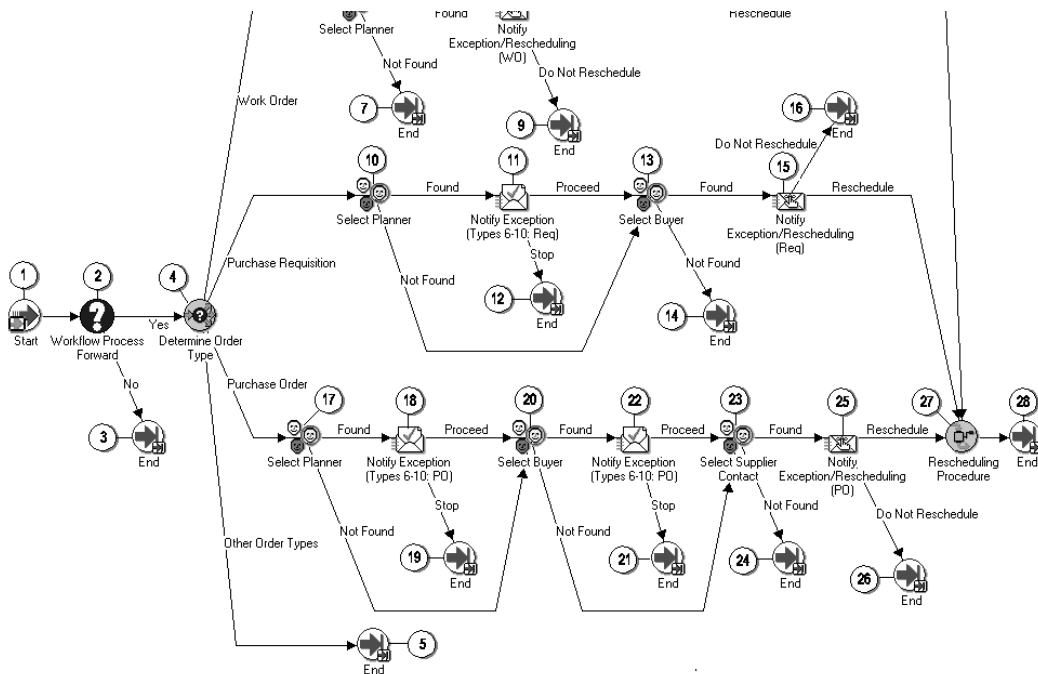 Found
Reschedule
Select Planner
Notify
Exception/Rescheduling
(WO)
Not Found
Do Not Reschedule
Work Order
7
End
9
End
16
End
Do Not Reschedule
10
11
13
15
Found
Proceed
Found
Reschedule
Select Planner
Notify Exception
(Types 6-10: Req)
Select Buyer
Notify
Exception/Rescheduling
(Req)
Purchase Requisition
Not Found
Stop
Not Found
12
End
14
End
1
2
4
Start
Workflow Process
Forward
Yes
Determine Order
Type
No
3
End
Purchase Order
17
18
20
22
23
25
27
28
Found
Proceed
Found
Proceed
Found
Reschedule
Select Planner
Notify Exception
(Types 6-10: PO)
Select Buyer
Notify Exception
(Types 6-10: PO)
Select Supplier
Contact
Notify
Exception/Rescheduling
(PO)
Rescheduling
Procedure
End
Not Found
Stop
Not Found
Stop
Not Found
Do Not Reschedule
Other Order Types
19
End
21
End
24
End
26
End
5
End